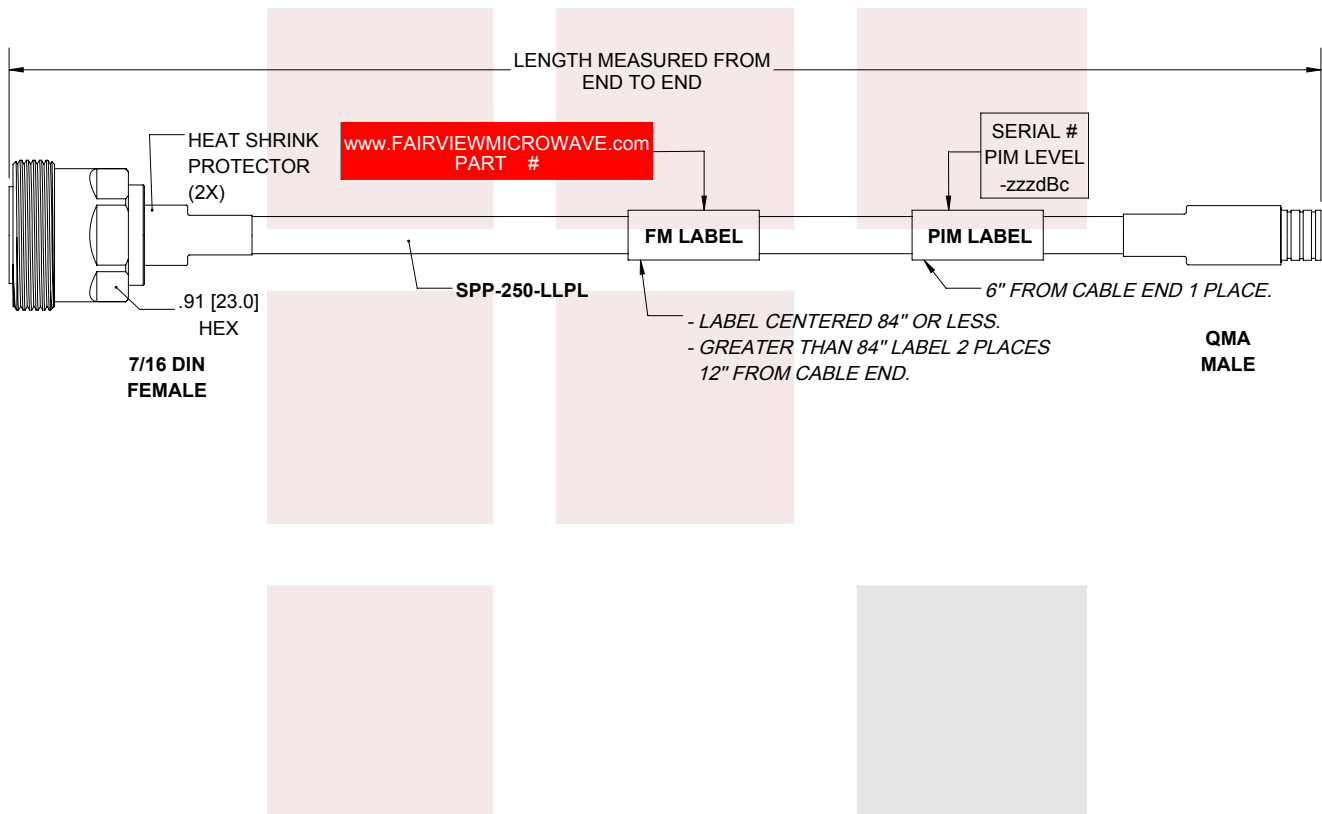 LENGTH MEASURED FROM
END TO END
HEAT SHRINK
PROTECTOR
(2X)
www.FAIRVIEWMICROWAVE.com
PART #
SERIAL #
PIM LEVEL
-zzzdBc
FM LABEL
PIM LABEL
SPP-250-LLPL
.91 [23.0]
HEX
6" FROM CABLE END 1 PLACE.
- LABEL CENTERED 84" OR LESS.
- GREATER THAN 84" LABEL 2 PLACES
12" FROM CABLE END.
7/16 DIN
FEMALE
QMA
MALE